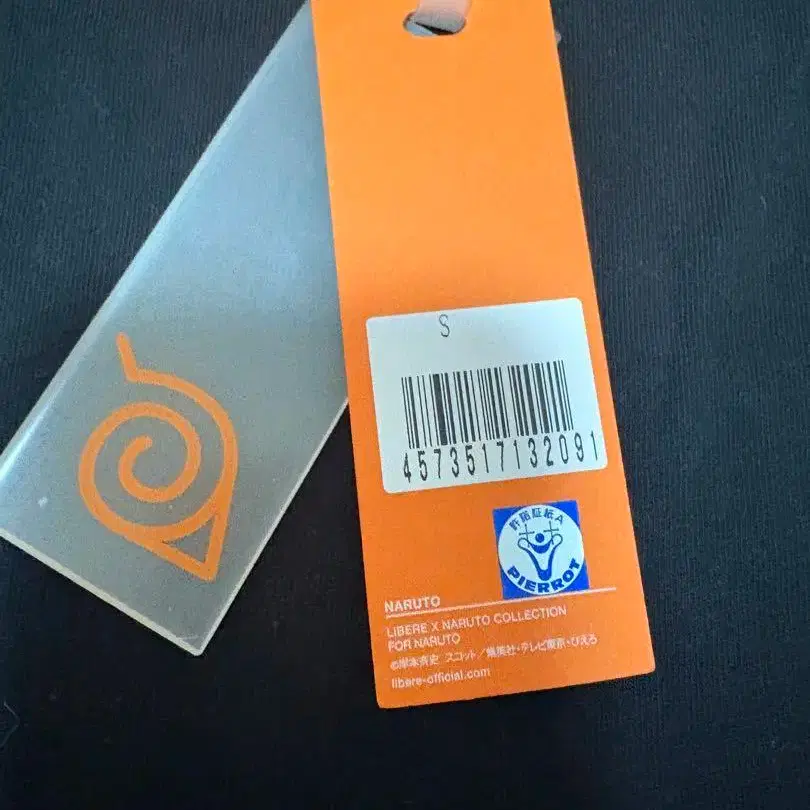 S
4573517132091
許諾証紙A
PIERROT
NARUTO
LIBERE X NARUTO COLLECTION
FOR NARUTO
©岸本斉史 スコット／集英社・テレビ東京・ぴえろ
libere-official.com